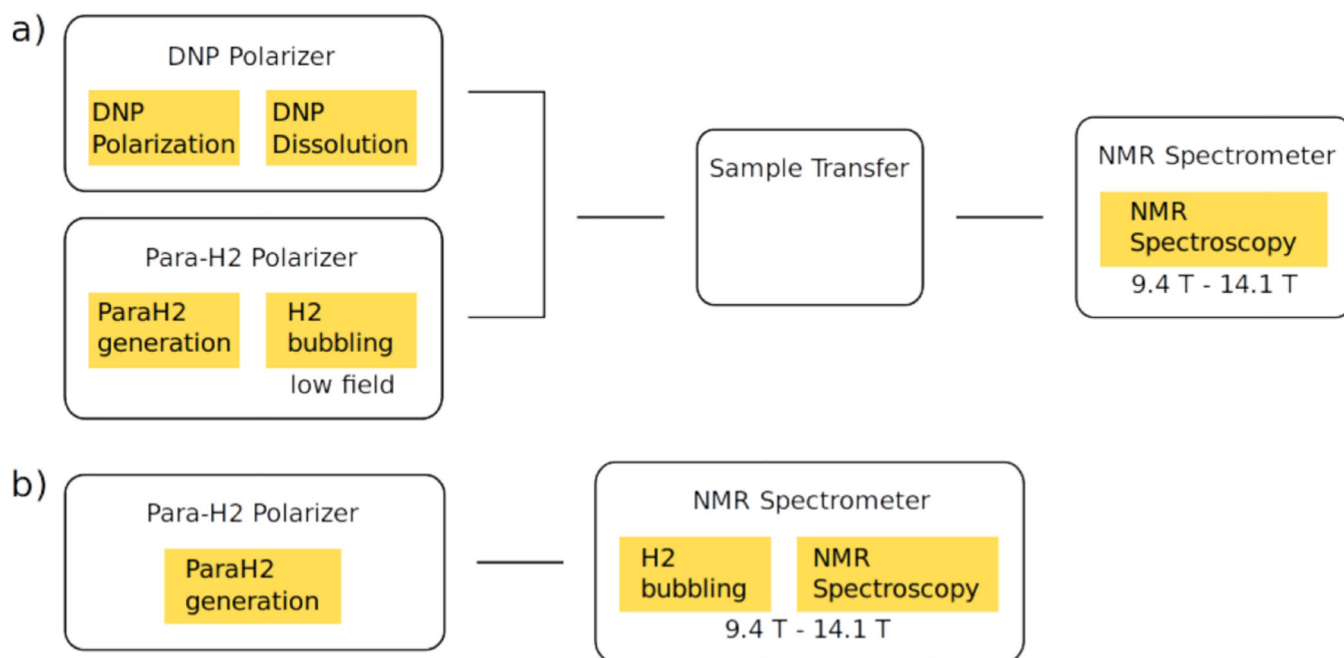 a)
DNP Polarizer
DNP
Polarization
DNP
Dissolution
Para-H2 Polarizer
ParaH2
generation
H2
bubbling
low field
Sample Transfer
NMR Spectrometer
NMR
Spectroscopy
9.4 T - 14.1 T
b)
Para-H2 Polarizer
ParaH2
generation
NMR Spectrometer
H2
bubbling
NMR
Spectroscopy
9.4 T - 14.1 T